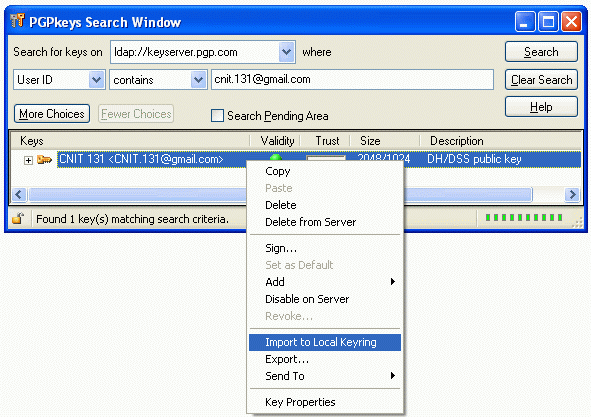 PGPkeys Search Window
Search for keys on ldap://keyserver.pgp.com where Search
User ID contains cnit.131@gmail.com Clear Search
More Choices Fewer Choices Search Pending Area Help
Keys Validity Trust Size Description
CNIT 131 <CNIT.131@gmail.com> 2048/1024 DH/DSS public key
Found 1 key(s) matching search criteria.
Copy
Paste
Delete
Delete from Server
Sign...
Set as Default
Add
Disable on Server
Revoke...
Import to Local Keyring
Export...
Send To
Key Properties